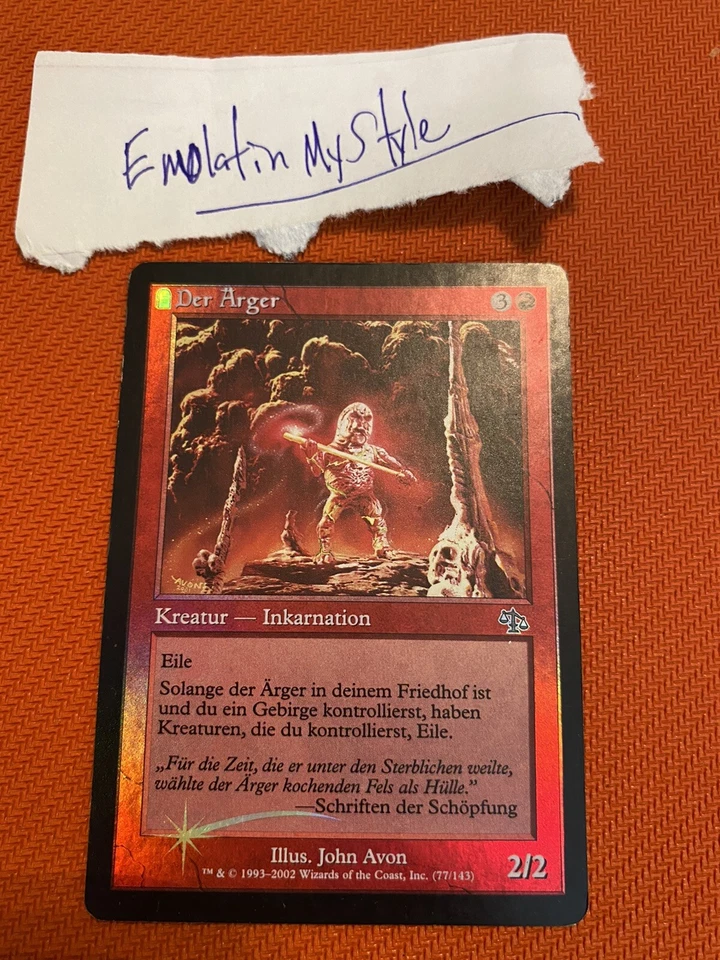 Emolatin MyStyle
Der Ärger 3
AVON
Kreatur — Inkarnation
Eile
Solange der Ärger in deinem Friedhof ist
und du ein Gebirge kontrollierst, haben
Kreaturen, die du kontrollierst, Eile.
„Für die Zeit, die er unter den Sterblichen weilte,
wählte der Ärger kochenden Fels als Hülle.”
—Schriften der Schöpfung
Illus. John Avon
™ & © 1993–2002 Wizards of the Coast, Inc. (77/143)
2/2